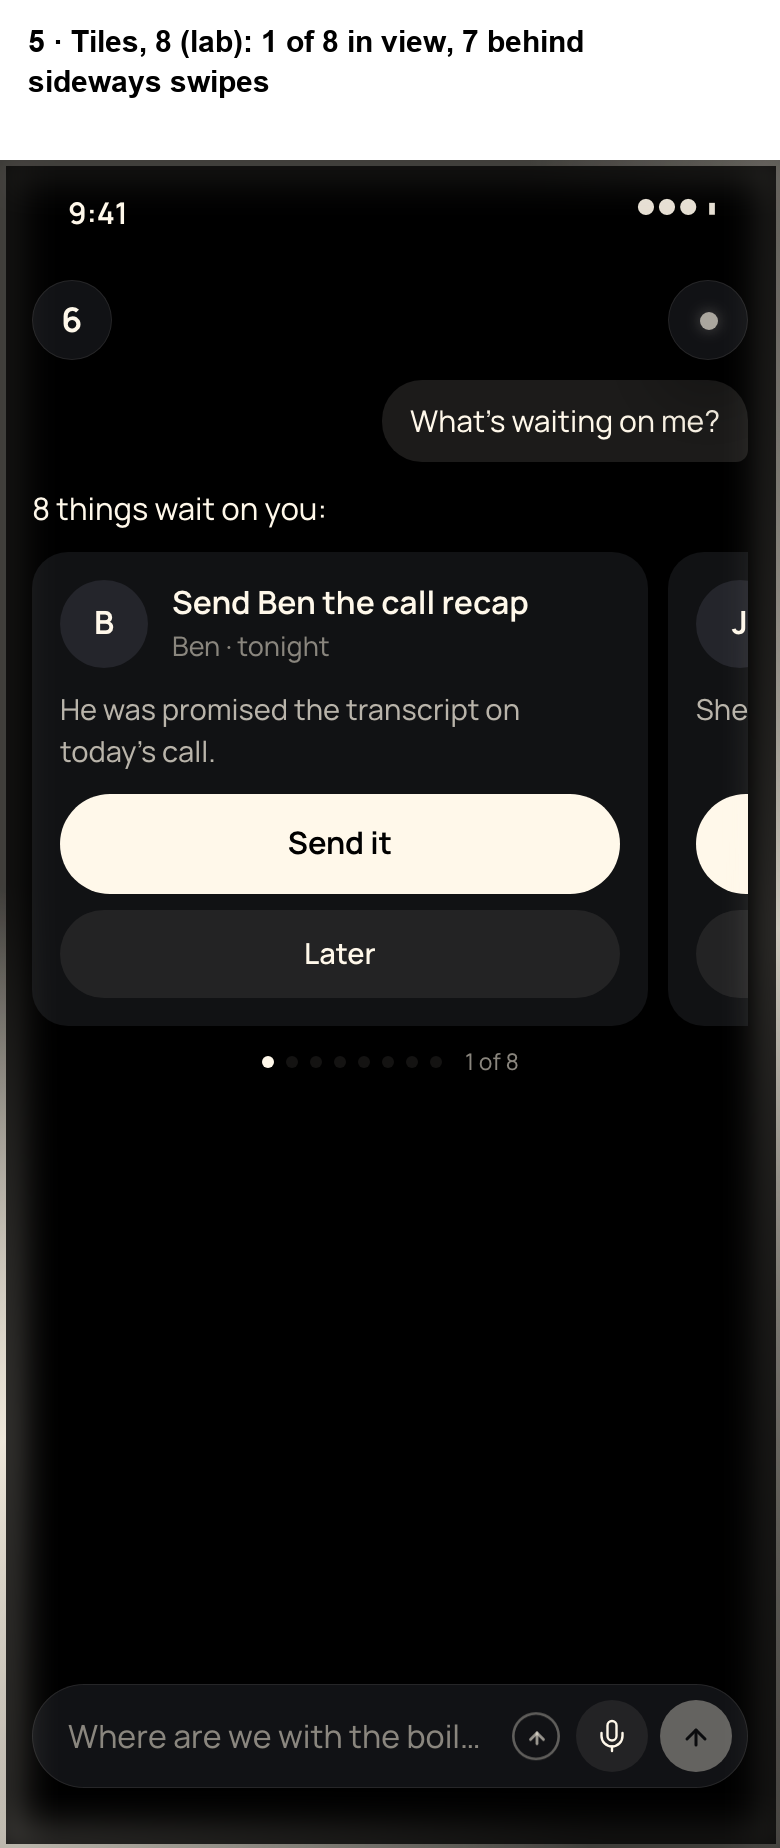 5 · Tiles, 8 (lab): 1 of 8 in view, 7 behind
sideways swipes
9:41
6
What's waiting on me?
8 things wait on you:
B
Send Ben the call recap
Ben · tonight
J
He was promised the transcript on
today's call.
She
Send it
Later
1 of 8
Where are we with the boil...